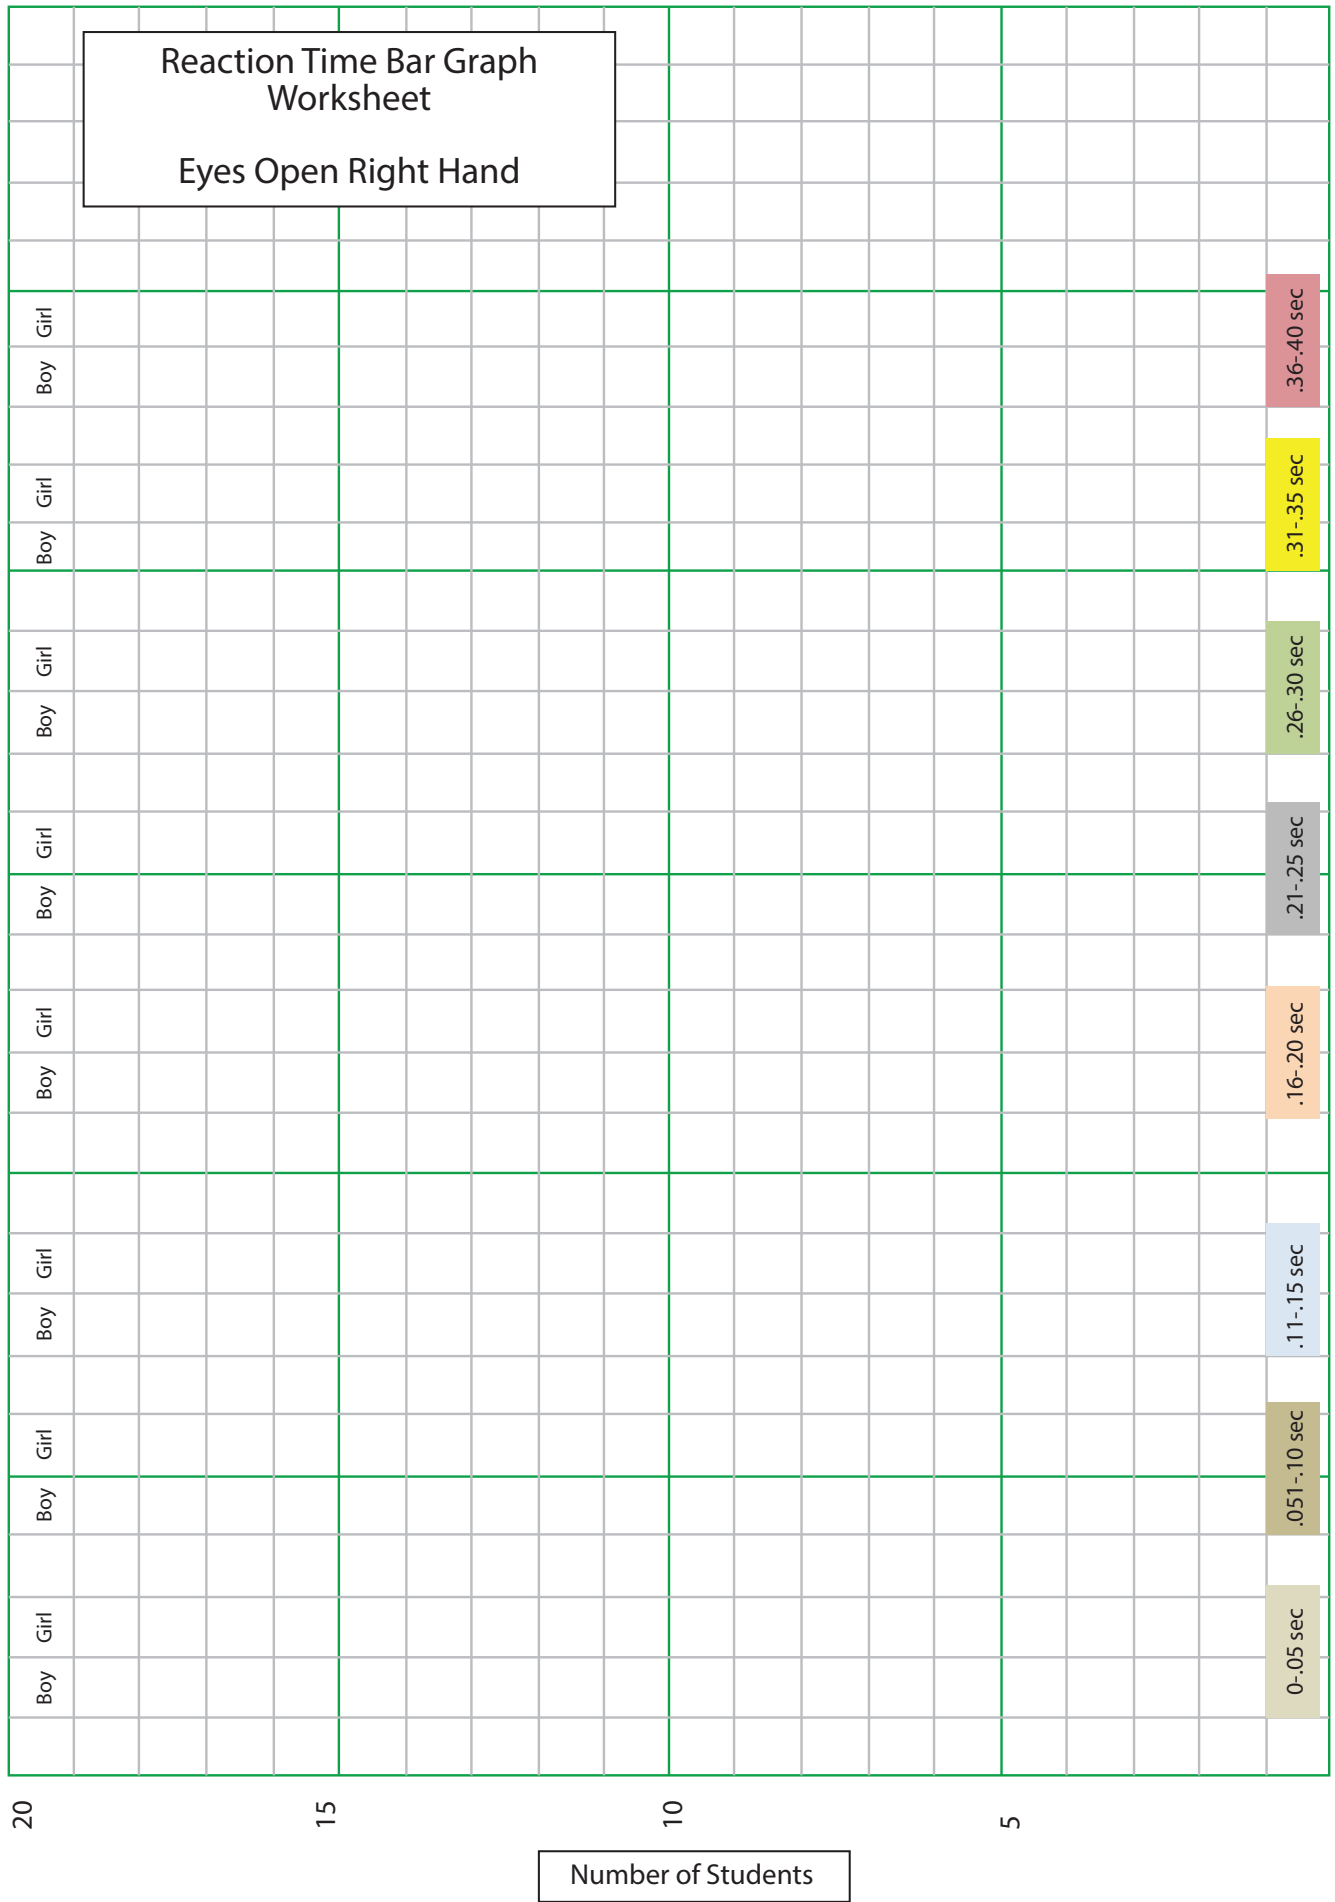 Reaction Time Bar Graph
Worksheet
Eyes Open Right Hand
Girl
Boy
.36-.40 sec
Girl
Boy
.31-.35 sec
Girl
Boy
.26-.30 sec
Girl
Boy
.21-.25 sec
Girl
Boy
.16-.20 sec
Girl
Boy
.11-.15 sec
Girl
Boy
.051-.10 sec
Girl
Boy
0-.05 sec
20
15
10
5
Number of Students